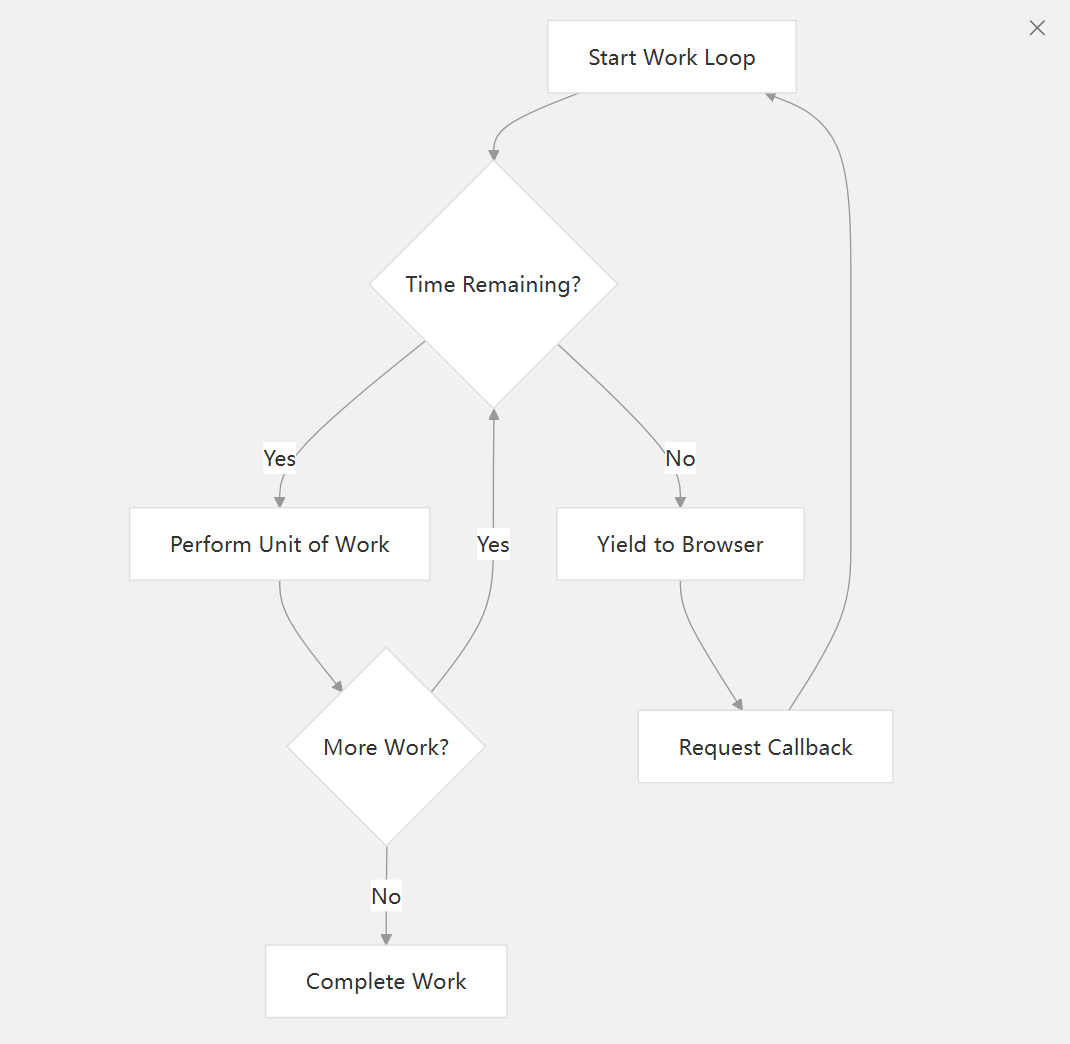 Start Work Loop
Time Remaining?
Yes
No
Perform Unit of Work
Yes
Yield to Browser
More Work?
Request Callback
No
Complete Work